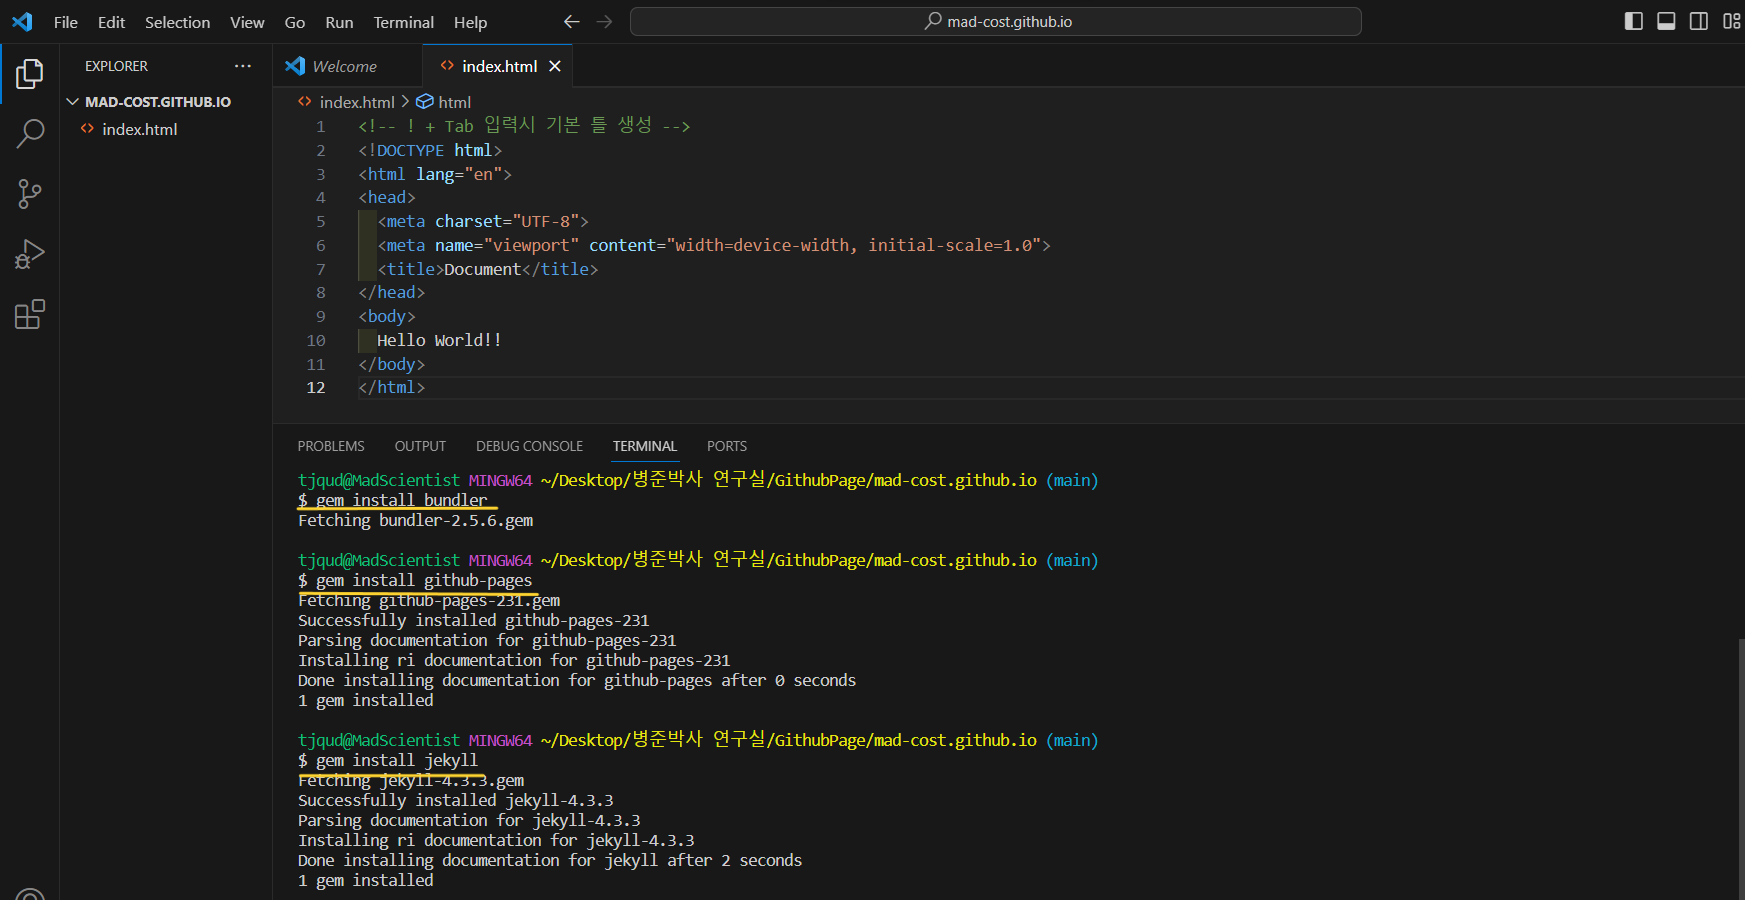 File Edit Selection View Go Run Terminal Help
mad-cost.github.io
EXPLORER
MAD-COST.GITHUB.IO
index.html
Welcome
index.html
index.html > html
1 <!-- ! + Tab 입력시 기본 틀 생성 -->
2 <!DOCTYPE html>
3 <html lang="en">
4 <head>
5 <meta charset="UTF-8">
6 <meta name="viewport" content="width=device-width, initial-scale=1.0">
7 <title>Document</title>
8 </head>
9 <body>
10 Hello World!!
11 </body>
12 </html>
PROBLEMS OUTPUT DEBUG CONSOLE TERMINAL PORTS
tjqud@MadScientist MINGW64 ~/Desktop/병준박사 연구실/GithubPage/mad-cost.github.io (main)
$ gem install bundler
Fetching bundler-2.5.6.gem
tjqud@MadScientist MINGW64 ~/Desktop/병준박사 연구실/GithubPage/mad-cost.github.io (main)
$ gem install github-pages
Fetching github-pages-231.gem
Successfully installed github-pages-231
Parsing documentation for github-pages-231
Installing ri documentation for github-pages-231
Done installing documentation for github-pages after 0 seconds
1 gem installed
tjqud@MadScientist MINGW64 ~/Desktop/병준박사 연구실/GithubPage/mad-cost.github.io (main)
$ gem install jekyll
Fetching jekyll-4.3.3.gem
Successfully installed jekyll-4.3.3
Parsing documentation for jekyll-4.3.3
Installing ri documentation for jekyll-4.3.3
Done installing documentation for jekyll after 2 seconds
1 gem installed